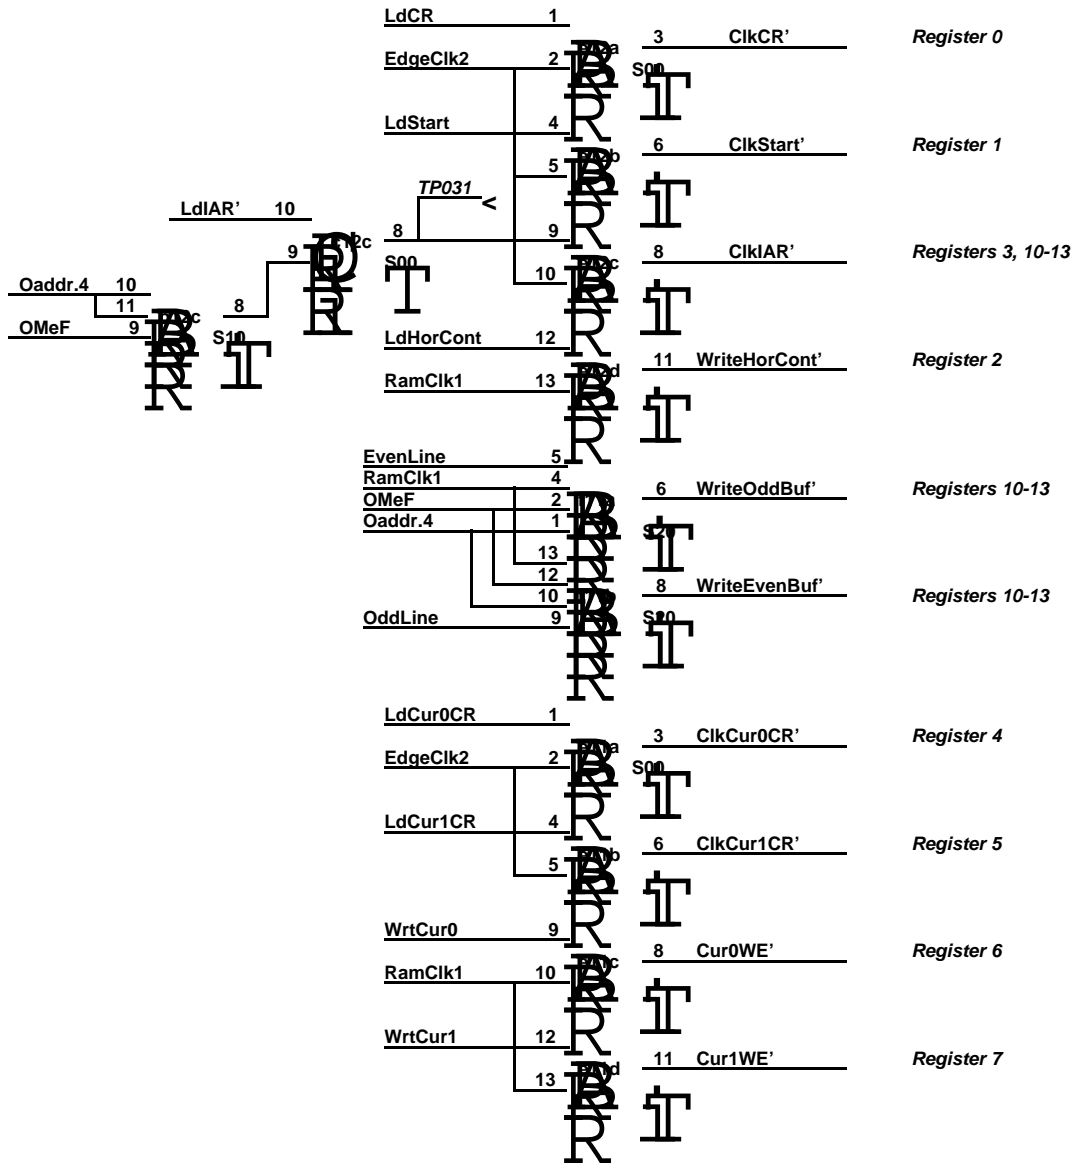 LdCR 1
3 ClkCR’ Register 0
EdgeClk2 2
S00
LdStart 4
6 ClkStart’ Register 1
5
TP031
<
LdIAR’ 10
8 9
9
8 ClkIAR’ Registers 3, 10-13
S00
10
Oaddr.4 10
11 8
OMeF 9
S10
LdHorCont 12
11 WriteHorCont’ Register 2
RamClk1 13
EvenLine 5
RamClk1 4
6 WriteOddBuf’ Registers 10-13
OMeF 2
Oaddr.4 1
S20
13
12
8 WriteEvenBuf’ Registers 10-13
10
OddLine 9
S20
LdCur0CR 1
3 ClkCur0CR’ Register 4
EdgeClk2 2
S00
LdCur1CR 4
6 ClkCur1CR’ Register 5
5
WrtCur0 9
8 Cur0WE’ Register 6
RamClk1 10
WrtCur1 12
11 Cur1WE’ Register 7
13